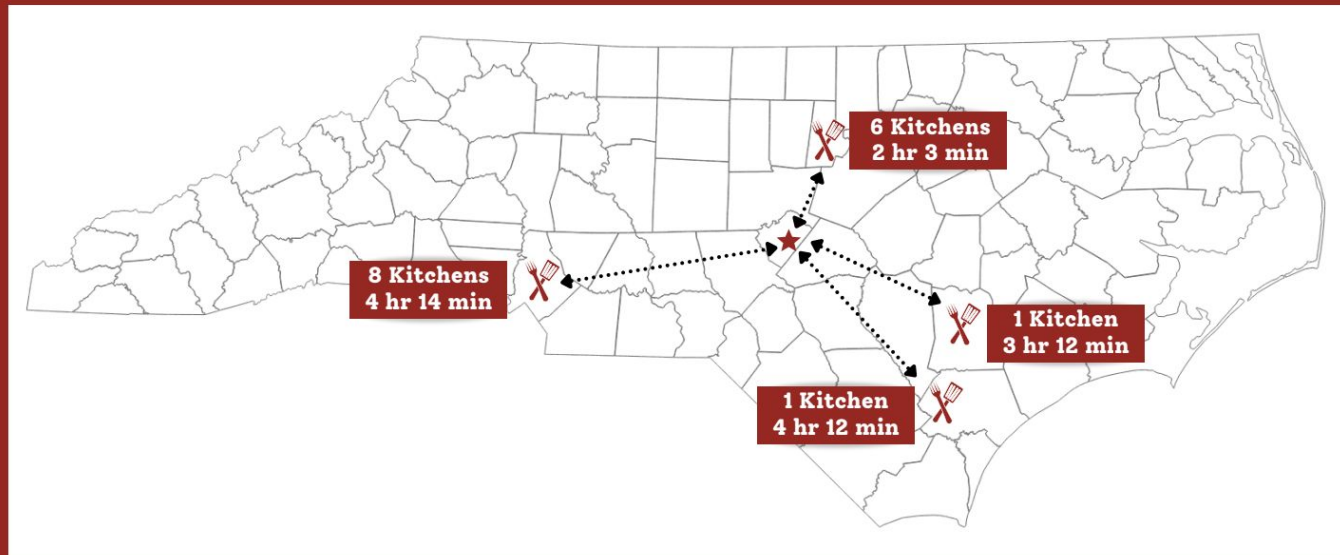 6 Kitchens
2 hr 3 min
8 Kitchens
4 hr 14 min
1 Kitchen
3 hr 12 min
1 Kitchen
4 hr 12 min